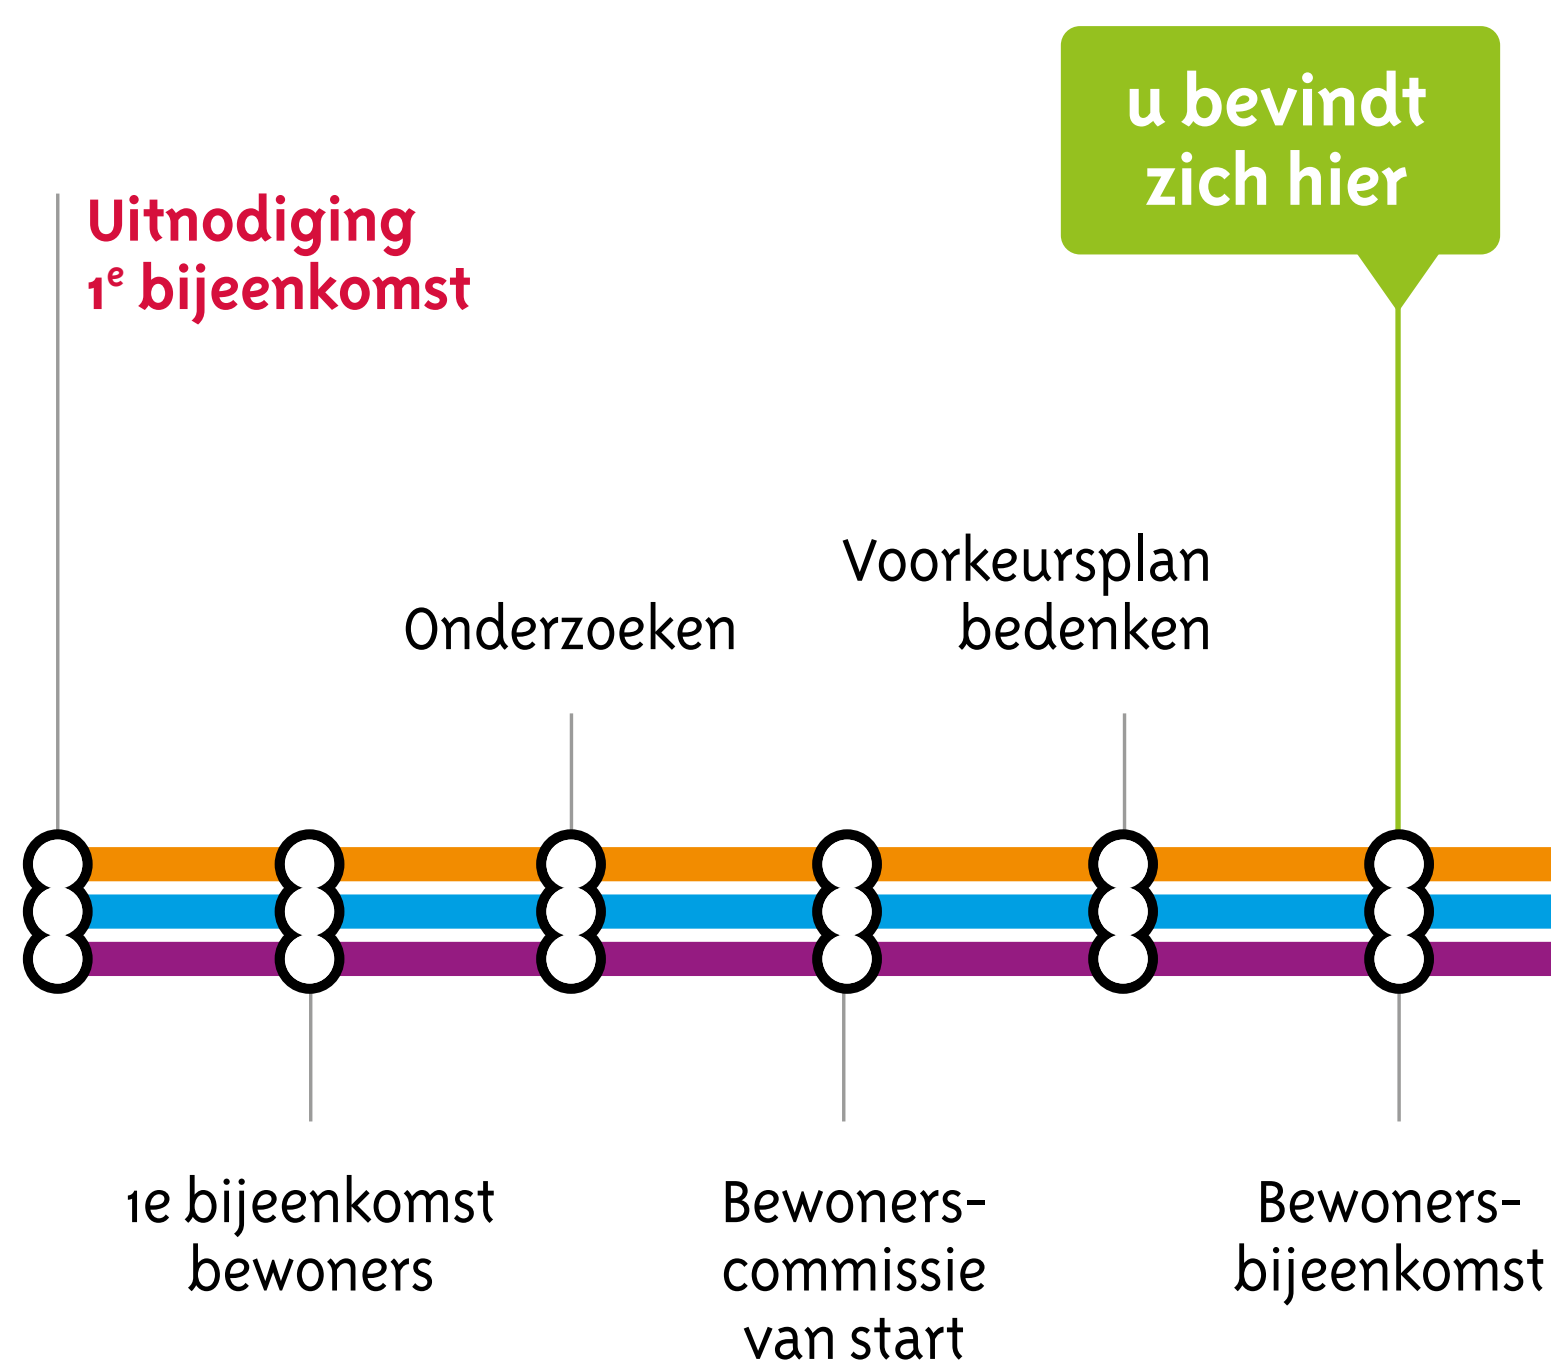 u bevindt
zich hier
Uitnodiging
1e bijeenkomst
Voorkeursplan
bedenken
Onderzoeken
1e bijeenkomst
bewoners
Bewoners-
commissie
van start
Bewoners-
bijeenkomst